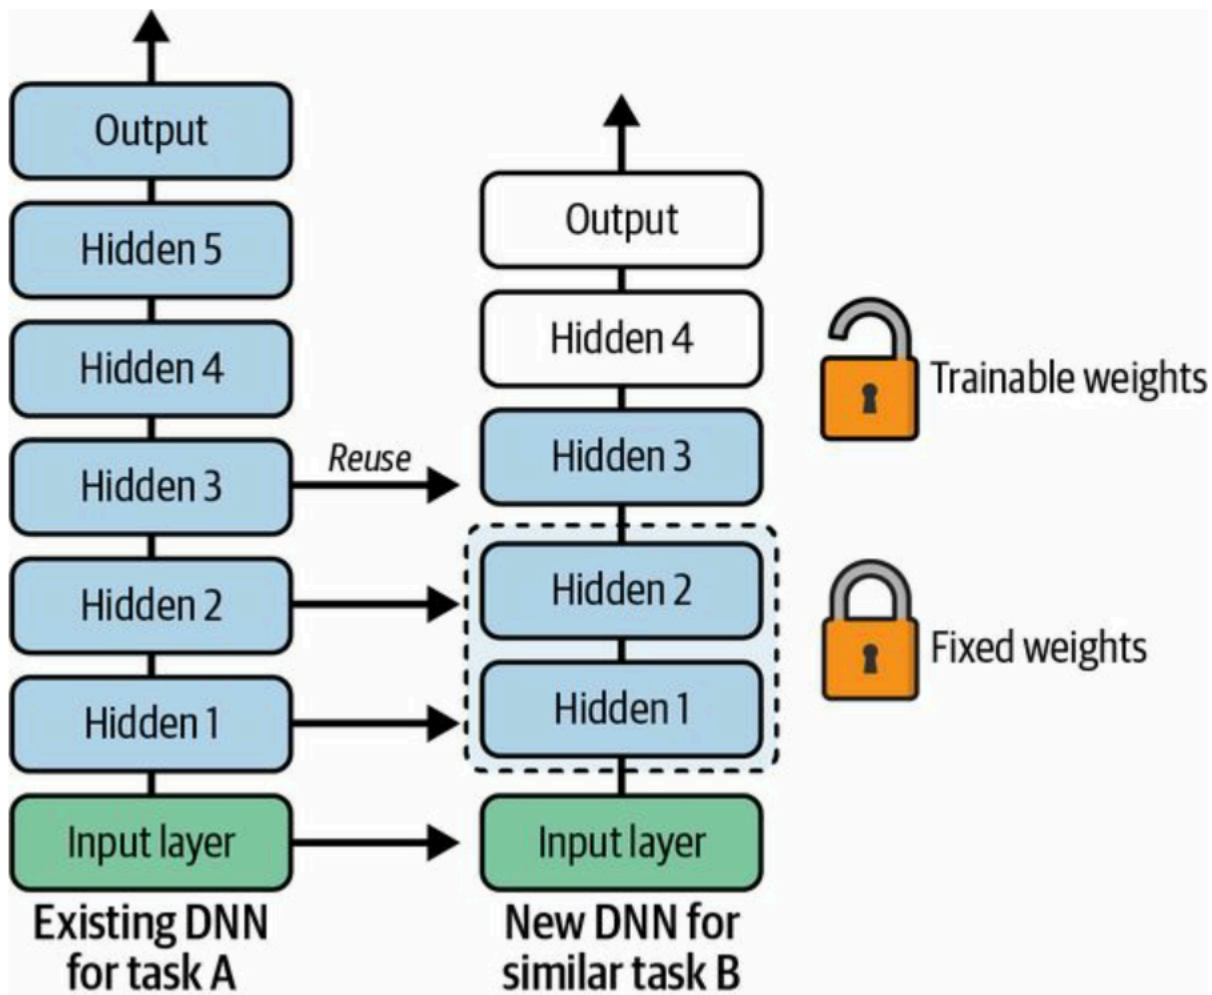 Output
Hidden 5
Hidden 4
Hidden 3
Hidden 2
Hidden 1
Input layer
Existing DNN
for task A
Reuse
Output
Hidden 4
Hidden 3
Hidden 2
Hidden 1
Input layer
New DNN for
similar task B
Trainable weights
Fixed weights